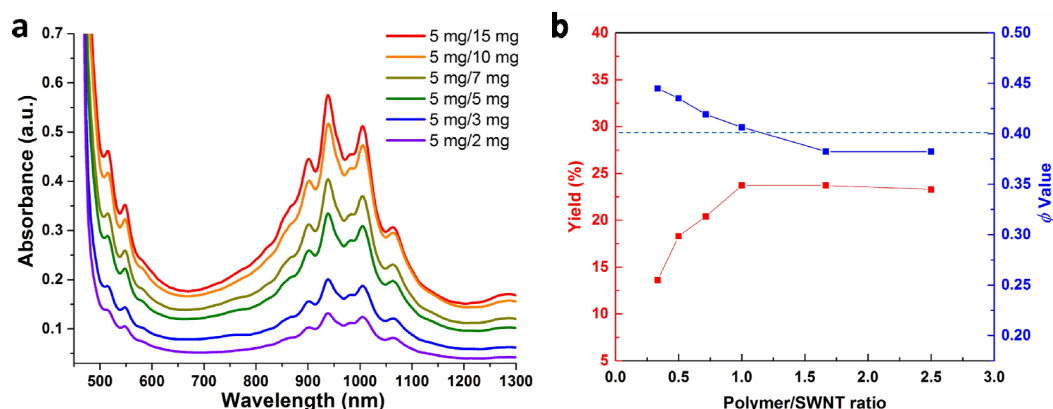 a
0.7
0.6
0.5
0.4
0.3
0.2
0.1
Absorbance (a.u.)
5 mg/15 mg
5 mg/10 mg
5 mg/7 mg
5 mg/5 mg
5 mg/3 mg
5 mg/2 mg
500 600 700 800 900 1000 1100 1200 1300
Wavelength (nm)
b
40
35
30
25
20
15
10
5
Yield (%)
0.50
0.45
0.40
0.35
0.30
0.25
0.20
ϕ Value
0.0 0.5 1.0 1.5 2.0 2.5 3.0
Polymer/SWNT ratio